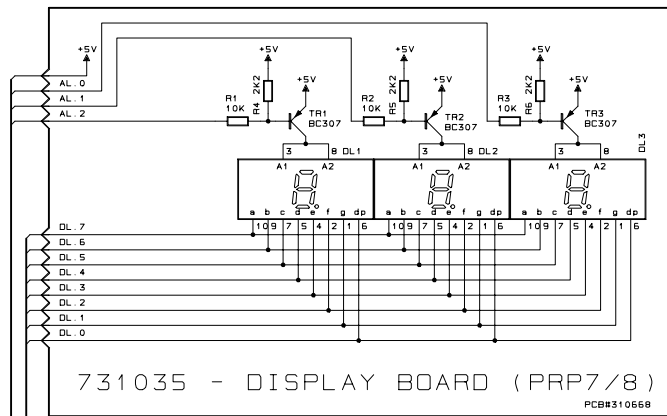 +5V +5V +5V +5V
AL.0 +5V +5V +5V
AL.1
AL.2
R1 10K R4 2K2 TR1 BC307
R2 10K R5 2K2 TR2 BC307
R3 10K R6 2K2 TR3 BC307
3 8 DL1 3 8 DL2 3 8 DL3
A1 A2 A1 A2 A1 A2
a b c d e f g dp a b c d e f g dp a b c d e f g dp
10 9 7 5 4 2 1 6 10 9 7 5 4 2 1 6 10 9 7 5 4 2 1 6
DL.7
DL.6
DL.5
DL.4
DL.3
DL.2
DL.1
DL.0
731035 - DISPLAY BOARD (PRP7/8)
PCB#310668